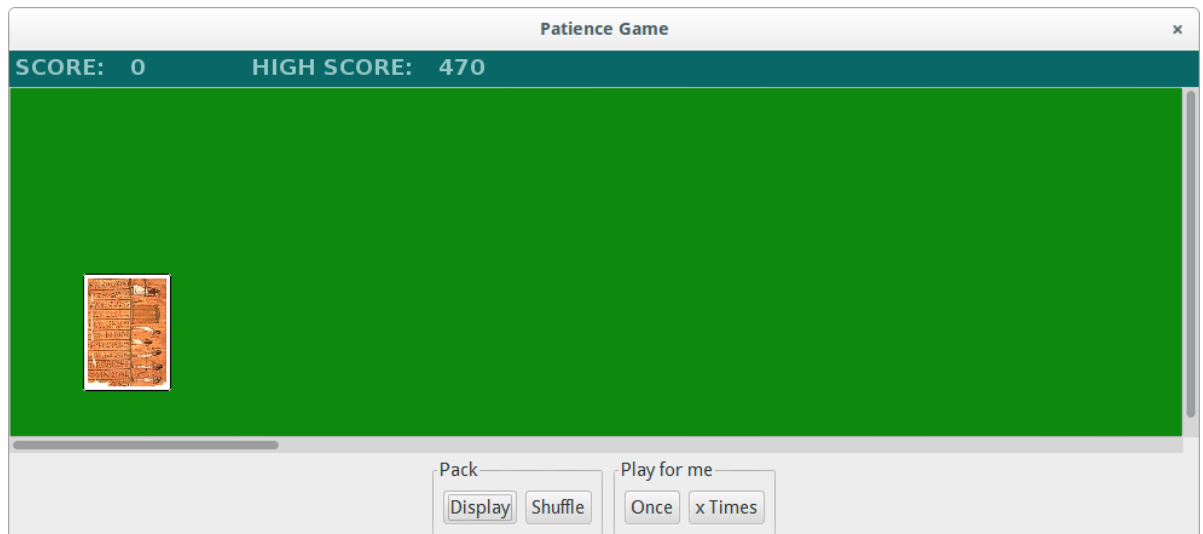 Patience Game ×
SCORE: 0 HIGH SCORE: 470
Pack Play for me
Display Shuffle Once x Times